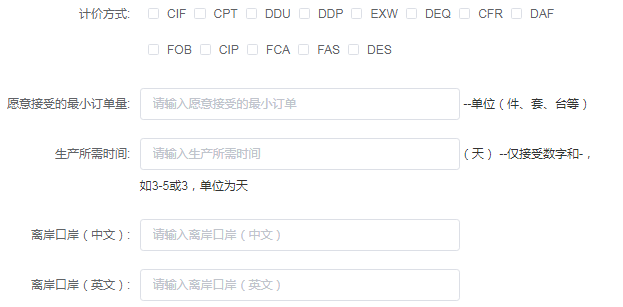 计价方式: CIF CPT DDU DDP EXW DEQ CFR DAF
FOB CIP FCA FAS DES
愿意接受的最小订单量: 请输入愿意接受的最小订单 --单位（件、套、台等）
生产所需时间: 请输入生产所需时间 (天） --仅接受数字和-，
如3-5或3，单位为天
离岸口岸（中文）: 请输入离岸口岸（中文）
离岸口岸（英文）: 请输入离岸口岸（英文）